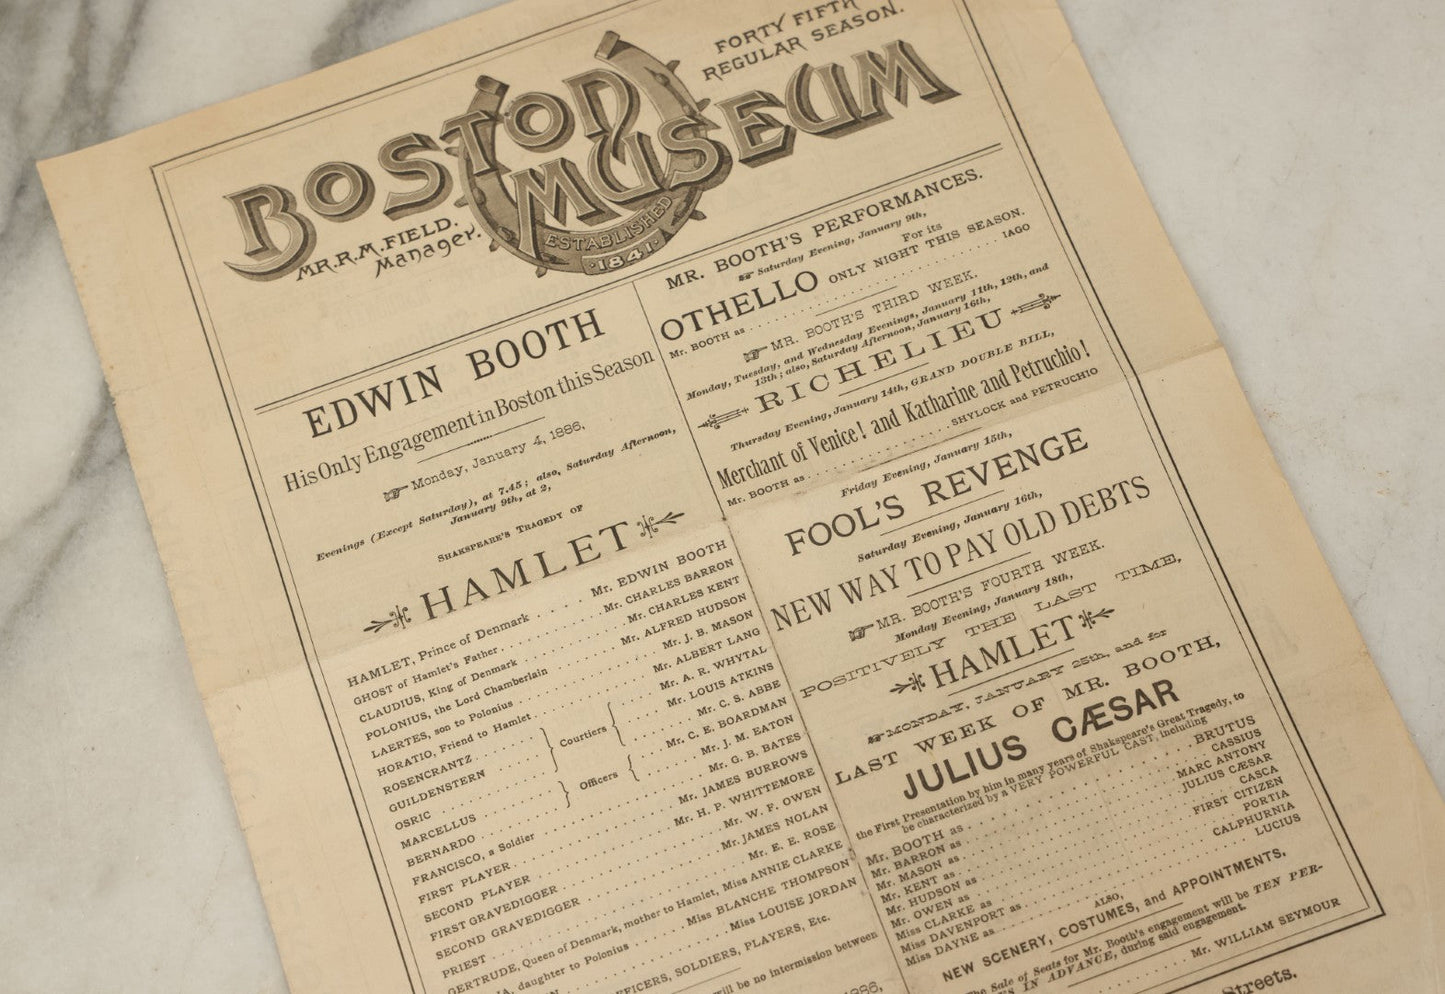 FORTY FIFTH
REGULAR SEASON.
BOSTON
MUSEUM
MR. R. M. FIELD.
Manager.
ESTABLISHED
1841.
EDWIN BOOTH
His Only Engagement in Boston this Season
Monday, January 4, 1886,
Evenings (Except Saturday), at 7.45; also, Saturday Afternoon,
January 9th, at 2,
SHAKSPEARE'S TRAGEDY OF
HAMLET
HAMLET, Prince of Denmark . . . . . Mr. EDWIN BOOTH
GHOST of Hamlet's Father . . . . . Mr. CHARLES BARRON
CLAUDIUS, King of Denmark . . . . . Mr. CHARLES KENT
POLONIUS, the Lord Chamberlain . . . . . Mr. ALFRED HUDSON
LAERTES, son to Polonius . . . . . Mr. J. B. MASON
HORATIO, Friend to Hamlet . . . . . Mr. ALBERT LANG
ROSENCRANTZ . . . . . Mr. A. R. WHYTAL
GUILDENSTERN Courtiers Mr. LOUIS ATKINS
OSRIC . . . . . Mr. C. S. ABBE
MARCELLUS Officers Mr. C. E. BOARDMAN
BERNARDO . . . . . Mr. J. M. EATON
FRANCISCO, a Soldier . . . . . Mr. G. B. BATES
FIRST PLAYER . . . . . Mr. JAMES BURROWS
SECOND PLAYER . . . . . Mr. H. P. WHITTEMORE
FIRST GRAVEDIGGER . . . . . Mr. W. F. OWEN
SECOND GRAVEDIGGER . . . . . Mr. JAMES NOLAN
PRIEST . . . . . Mr. E. E. ROSE
GERTRUDE, Queen of Denmark, mother to Hamlet, Miss ANNIE CLARKE
daughter to Polonius . . . . . Miss BLANCHE THOMPSON
Miss LOUISE JORDAN
OFFICERS, SOLDIERS, PLAYERS, Etc.
will be no intermission between
MR. BOOTH'S PERFORMANCES.
Saturday Evening, January 9th,
For its
OTHELLO ONLY NIGHT THIS SEASON.
Mr. BOOTH as . . . . . IAGO
MR. BOOTH'S THIRD WEEK.
Monday, Tuesday, and Wednesday Evenings, January 11th, 12th, and
13th; also, Saturday Afternoon, January 16th,
RICHELIEU
Thursday Evening, January 14th, GRAND DOUBLE BILL,
Merchant of Venice! and Katharine and Petruchio!
Mr. BOOTH as . . . . . SHYLOCK and PETRUCHIO
Friday Evening, January 15th,
FOOL'S REVENGE
Saturday Evening, January 16th,
NEW WAY TO PAY OLD DEBTS
MR. BOOTH'S FOURTH WEEK.
Monday Evening, January 18th,
POSITIVELY THE LAST TIME,
HAMLET
MONDAY, JANUARY 25th, and for
LAST WEEK OF MR. BOOTH,
JULIUS CÆSAR
the First Presentation by him in many years of Shakspeare's Great Tragedy, to
be characterized by a VERY POWERFUL CAST, including
Mr. BOOTH as . . . . . BRUTUS
Mr. BARRON as . . . . . CASSIUS
Mr. MASON as . . . . . MARC ANTONY
Mr. KENT as . . . . . JULIUS CÆSAR
Mr. HUDSON as . . . . . CASCA
Mr. OWEN as . . . . . FIRST CITIZEN
Miss CLARKE as . . . . . PORTIA
Miss DAVENPORT as . . . . . CALPHURNIA
Miss DAYNE as . . . . . LUCIUS
ALSO,
NEW SCENERY, COSTUMES, and APPOINTMENTS.
The Sale of Seats for Mr. Booth's engagement will be TEN PER-
IN ADVANCE, during said engagement.
Mr. WILLIAM SEYMOUR
Streets.